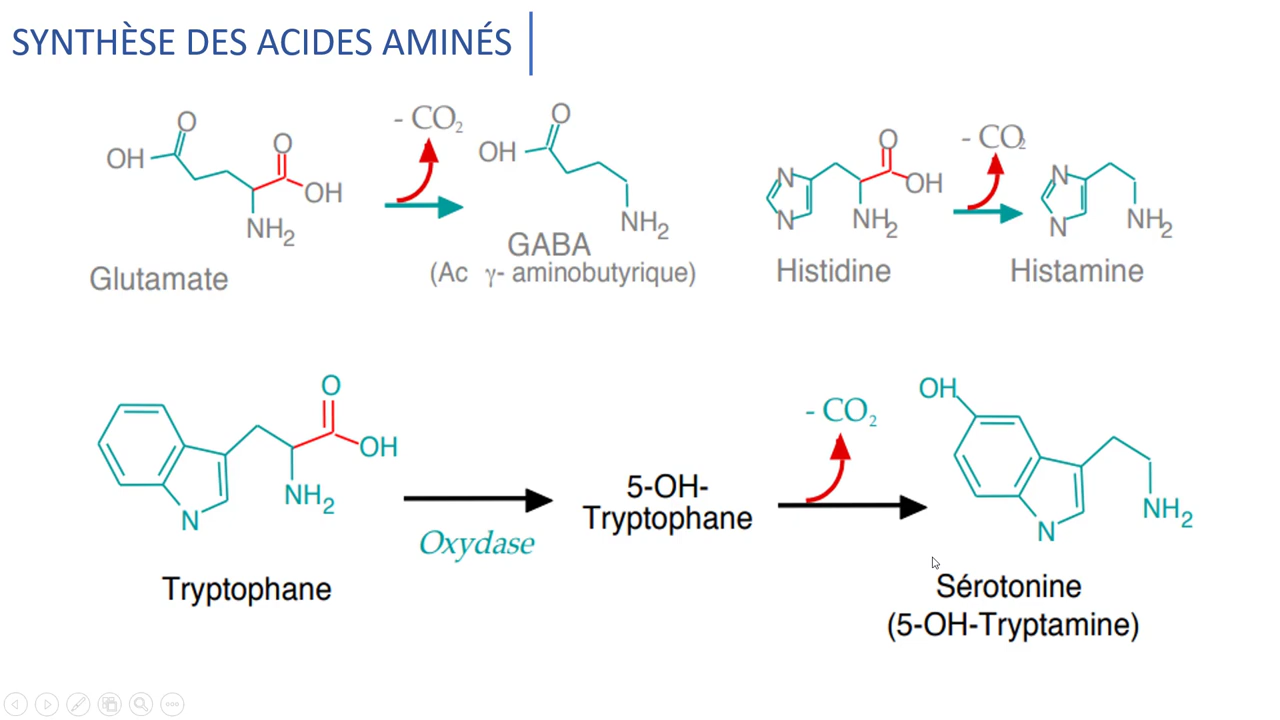 SYNTHÈSE DES ACIDES AMINÉS
O
OH
O
OH
NH2
Glutamate
- CO2
O
OH
NH2
GABA
(Ac γ- aminobutyrique)
N
N
O
OH
NH2
Histidine
- CO2
N
N
NH2
Histamine
O
OH
NH2
N
Tryptophane
Oxydase
5-OH-
Tryptophane
- CO2
OH
NH2
N
Sérotonine
(5-OH-Tryptamine)